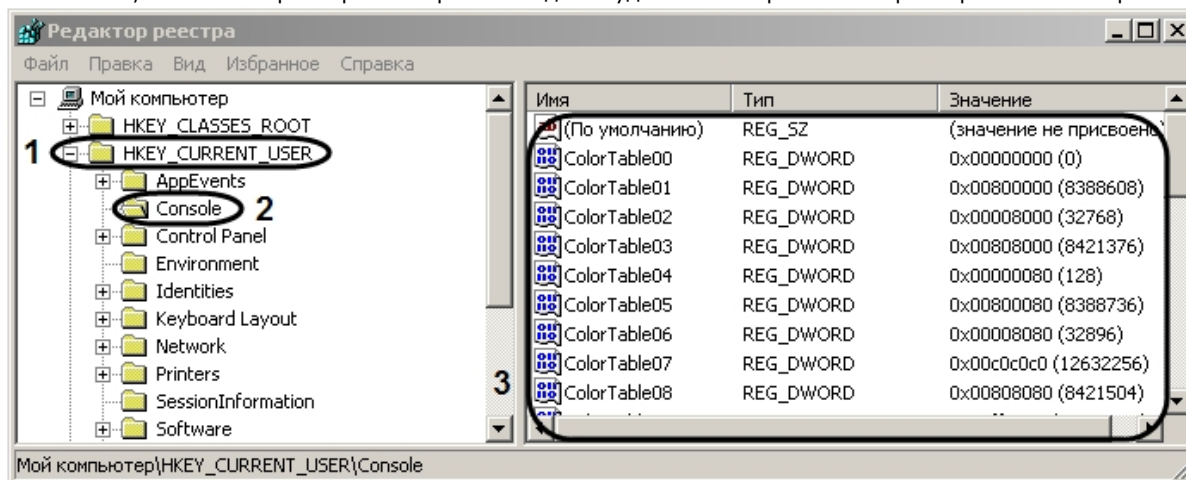 Редактор реестра
Файл Правка Вид Избранное Справка
Мой компьютер
HKEY_CLASSES_ROOT
1 HKEY_CURRENT_USER
AppEvents
Console 2
Control Panel
Environment
Identities
Keyboard Layout
Network
Printers
SessionInformation
Software
3
Имя Тип Значение
(По умолчанию) REG_SZ (значение не присвоено)
ColorTable00 REG_DWORD 0x00000000 (0)
ColorTable01 REG_DWORD 0x00800000 (8388608)
ColorTable02 REG_DWORD 0x00008000 (32768)
ColorTable03 REG_DWORD 0x00808000 (8421376)
ColorTable04 REG_DWORD 0x00000080 (128)
ColorTable05 REG_DWORD 0x00800080 (8388736)
ColorTable06 REG_DWORD 0x00008080 (32896)
ColorTable07 REG_DWORD 0x00c0c0c0 (12632256)
ColorTable08 REG_DWORD 0x00808080 (8421504)
Мой компьютер\HKEY_CURRENT_USER\Console